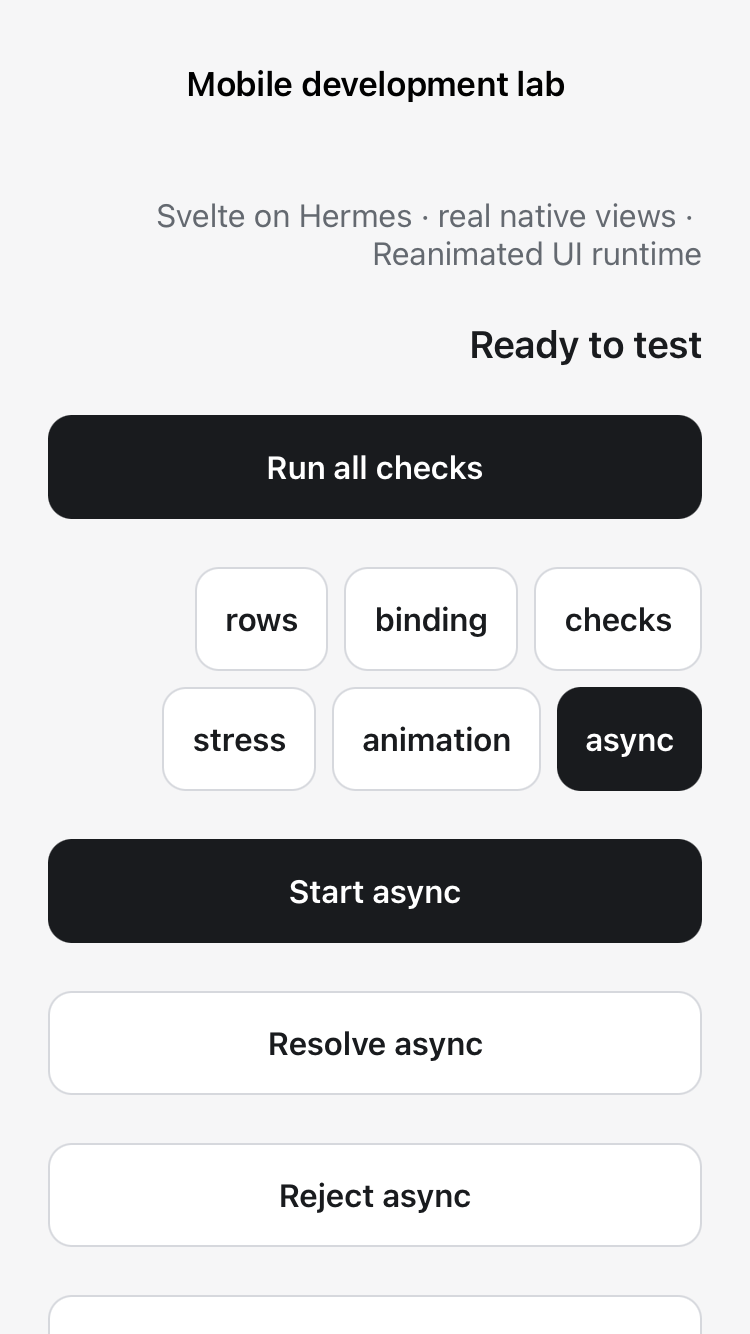 Mobile development lab
Svelte on Hermes · real native views ·
Reanimated UI runtime
Ready to test
Run all checks
rows binding checks
stress animation async
Start async
Resolve async
Reject async